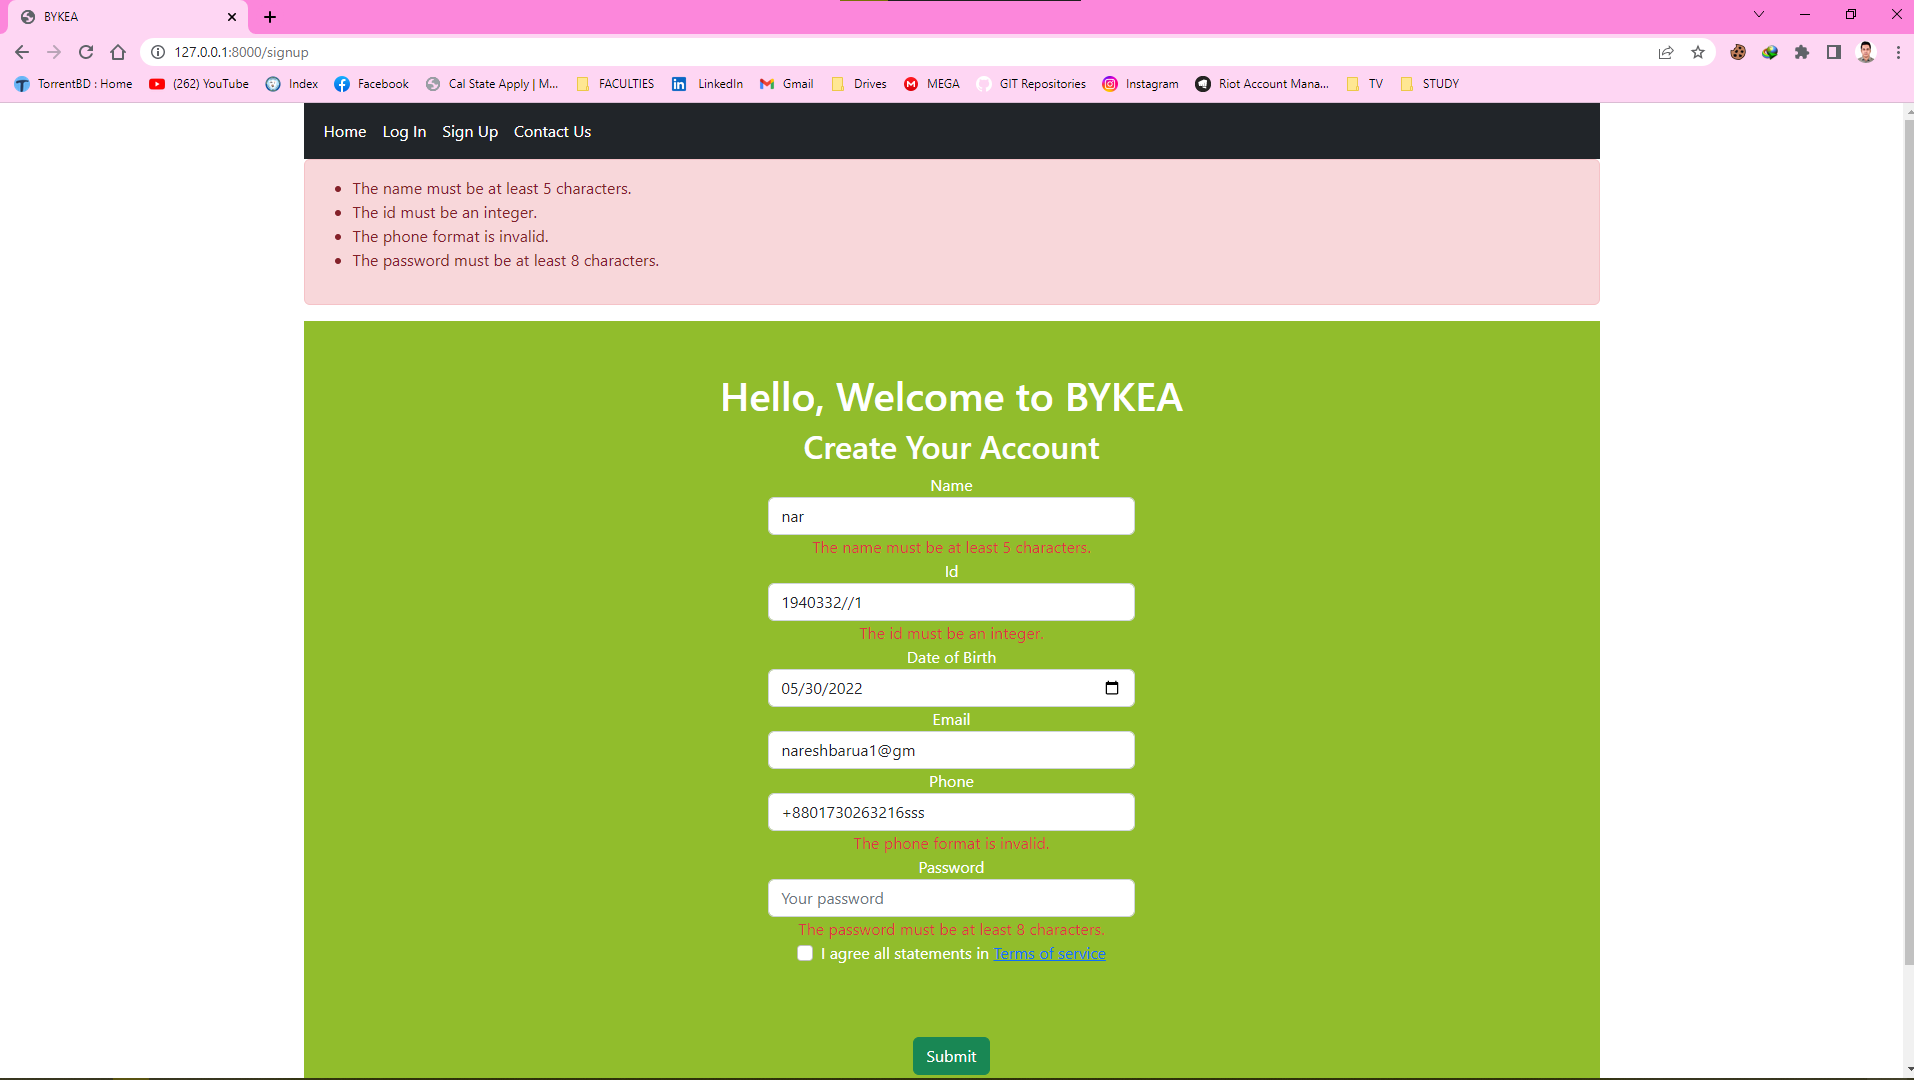 BYKEA
127.0.0.1:8000/signup
TorrentBD : Home (262) YouTube Index Facebook Cal State Apply | M... FACULTIES LinkedIn Gmail Drives MEGA GIT Repositories Instagram Riot Account Mana... TV STUDY
Home Log In Sign Up Contact Us
The name must be at least 5 characters.
The id must be an integer.
The phone format is invalid.
The password must be at least 8 characters.
Hello, Welcome to BYKEA
Create Your Account
Name
nar
The name must be at least 5 characters.
Id
1940332//1
The id must be an integer.
Date of Birth
05/30/2022
Email
nareshbarua1@gm
Phone
+8801730263216sss
The phone format is invalid.
Password
Your password
The password must be at least 8 characters.
I agree all statements in Terms of service
Submit